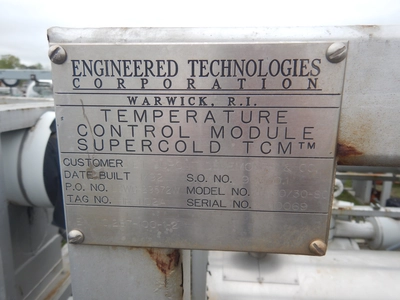 ENGINEERED TECHNOLOGIES
CORPORATION
WARWICK, R.I.
TEMPERATURE
CONTROL MODULE
SUPERCOLD TCM™
CUSTOMER
DATE BUILT S.O. NO.
P.O. NO. MODEL NO.
TAG NO. SERIAL NO.